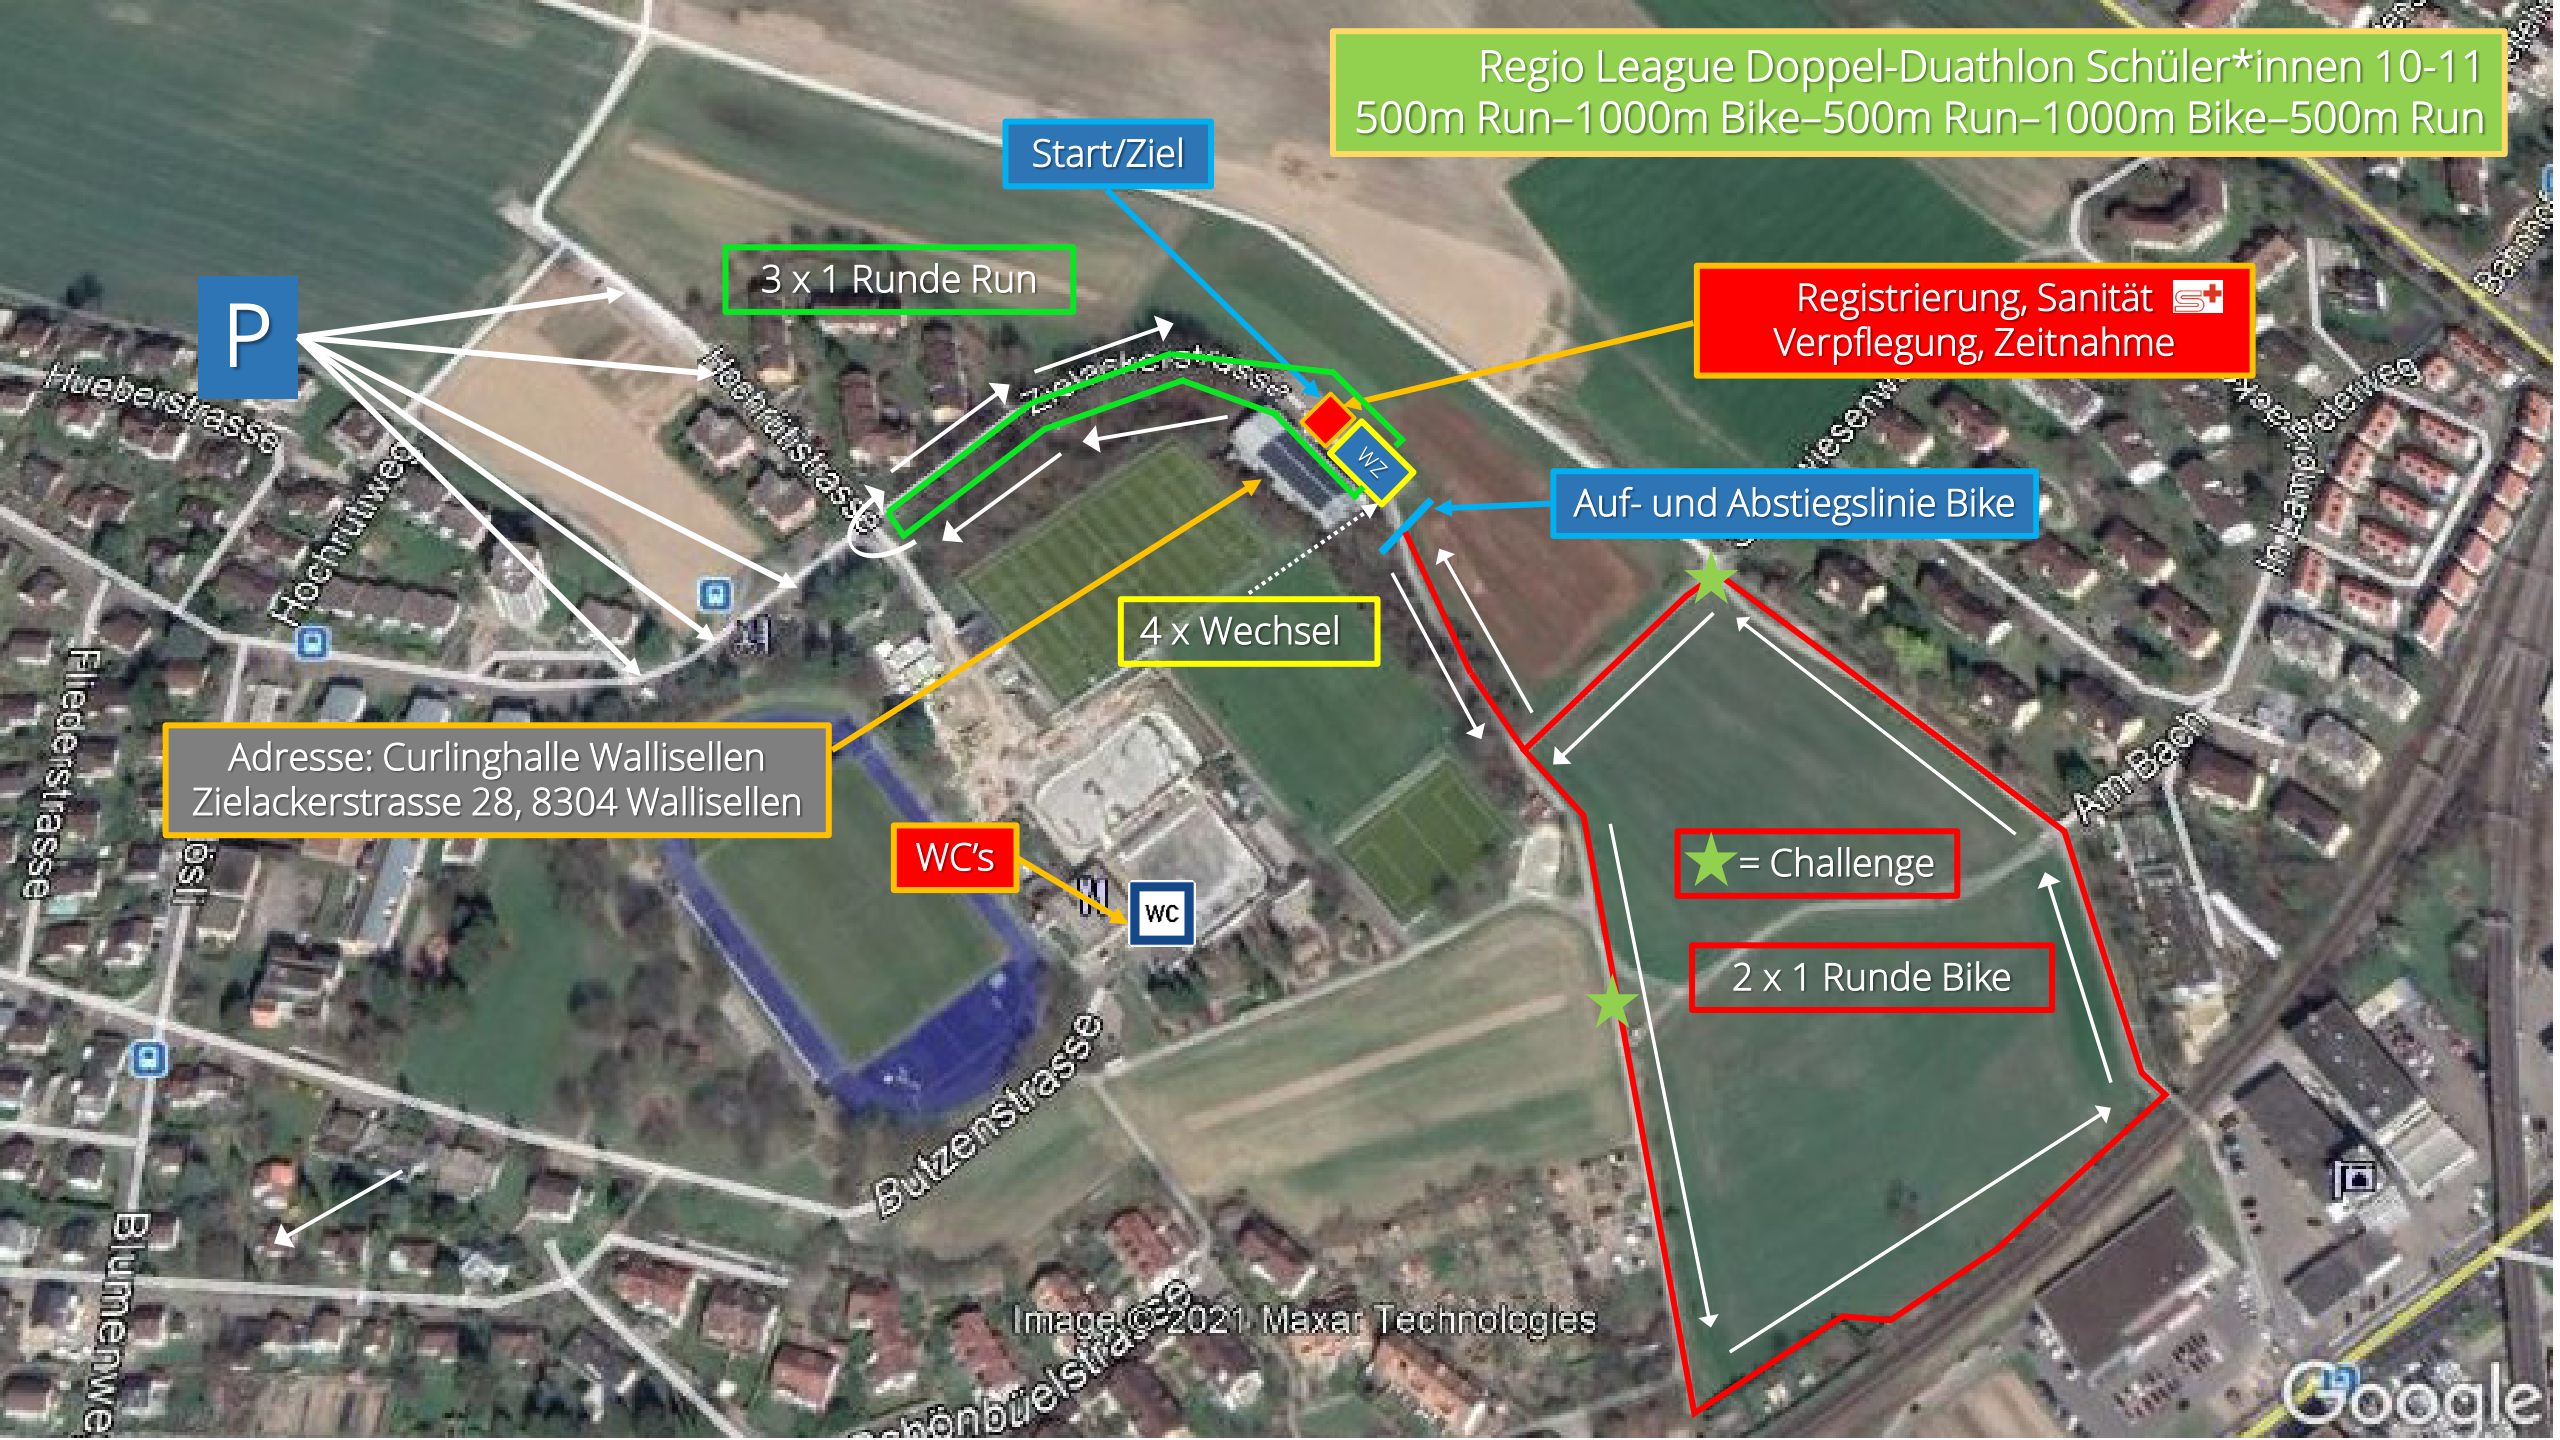 Regio League Doppel-Duathlon Schüler*innen 10-11
500m Run–1000m Bike–500m Run–1000m Bike–500m Run
Start/Ziel
3 x 1 Runde Run
P
Registrierung, Sanität
Verpflegung, Zeitnahme
Hueberstrasse
Hochrütistrasse
Zielackerstrasse
WZ
Auf- und Abstiegslinie Bike
Hochrütiweg
4 x Wechsel
Fliederstrasse
Adresse: Curlinghalle Wallisellen
Zielackerstrasse 28, 8304 Wallisellen
Am Bach
= Challenge
WC's
WC
2 x 1 Runde Bike
Butzenstrasse
Image © 2021 Maxar Technologies
Google